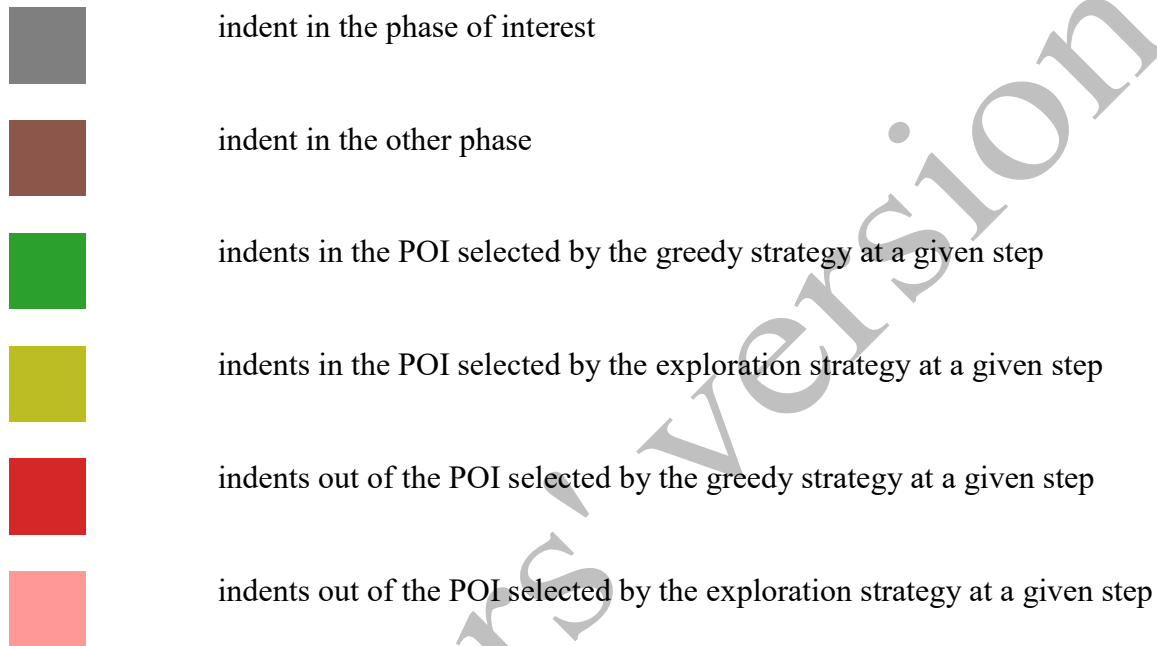 indent in the phase of interest
indent in the other phase
indents in the POI selected by the greedy strategy at a given step
indents in the POI selected by the exploration strategy at a given step
indents out of the POI selected by the greedy strategy at a given step
indents out of the POI selected by the exploration strategy at a given step
rs' version